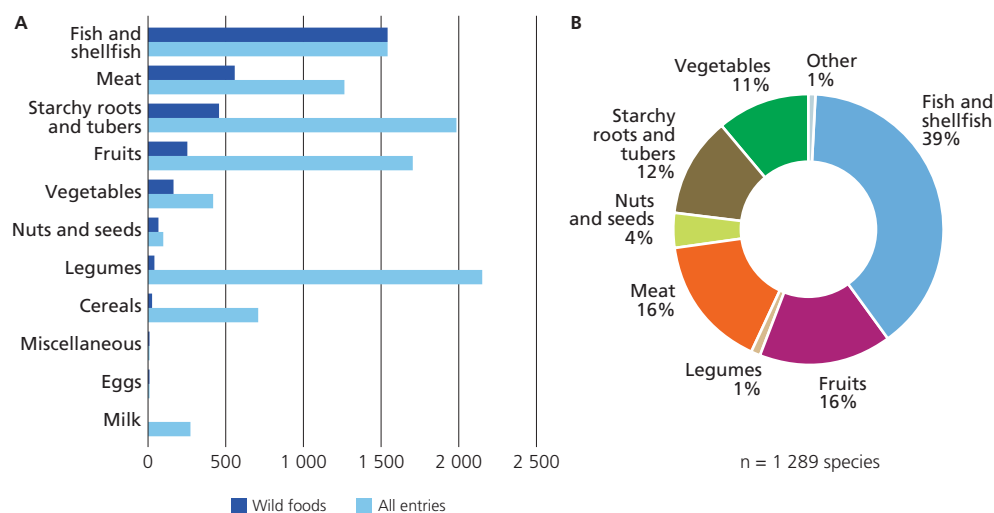 A
Fish and
shellfish
Meat
Starchy roots
and tubers
Fruits
Vegetables
Nuts and seeds
Legumes
Cereals
Miscellaneous
Eggs
Milk
0 500 1 000 1 500 2 000 2 500
Wild foods All entries
B
Other
1%
Fish and
shellfish
39%
Fruits
16%
Legumes
1%
Meat
16%
Nuts
and seeds
4%
Starchy
roots and
tubers
12%
Vegetables
11%
n = 1 289 species